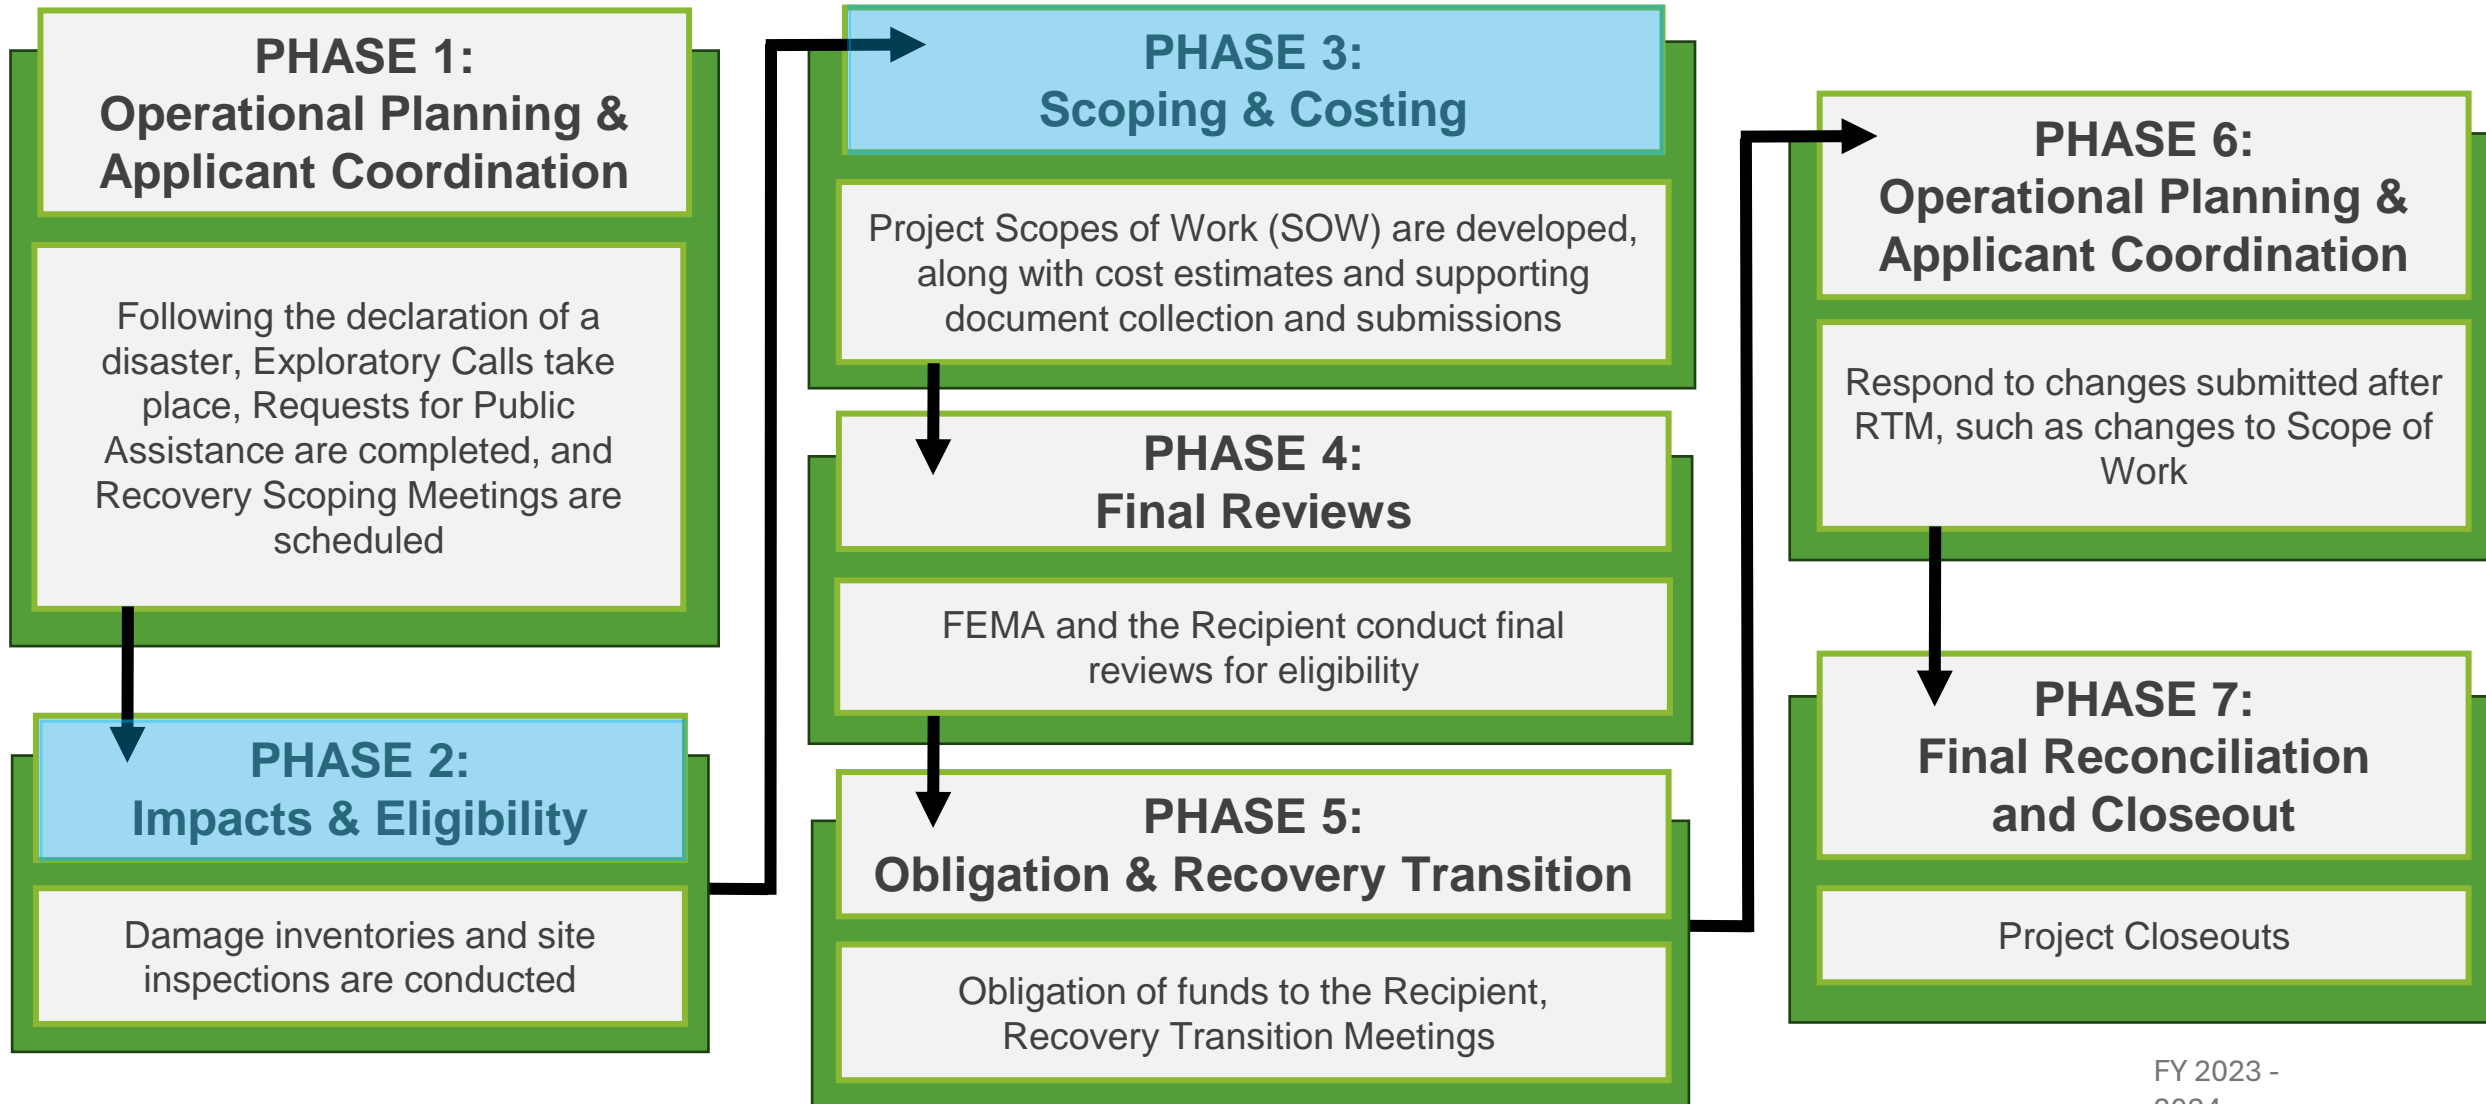 PHASE 1:
Operational Planning &
Applicant Coordination
Following the declaration of a
disaster, Exploratory Calls take
place, Requests for Public
Assistance are completed, and
Recovery Scoping Meetings are
scheduled
PHASE 2:
Impacts & Eligibility
Damage inventories and site
inspections are conducted
PHASE 3:
Scoping & Costing
Project Scopes of Work (SOW) are developed,
along with cost estimates and supporting
document collection and submissions
PHASE 4:
Final Reviews
FEMA and the Recipient conduct final
reviews for eligibility
PHASE 5:
Obligation & Recovery Transition
Obligation of funds to the Recipient,
Recovery Transition Meetings
PHASE 6:
Operational Planning &
Applicant Coordination
Respond to changes submitted after
RTM, such as changes to Scope of
Work
PHASE 7:
Final Reconciliation
and Closeout
Project Closeouts
FY 2023 -